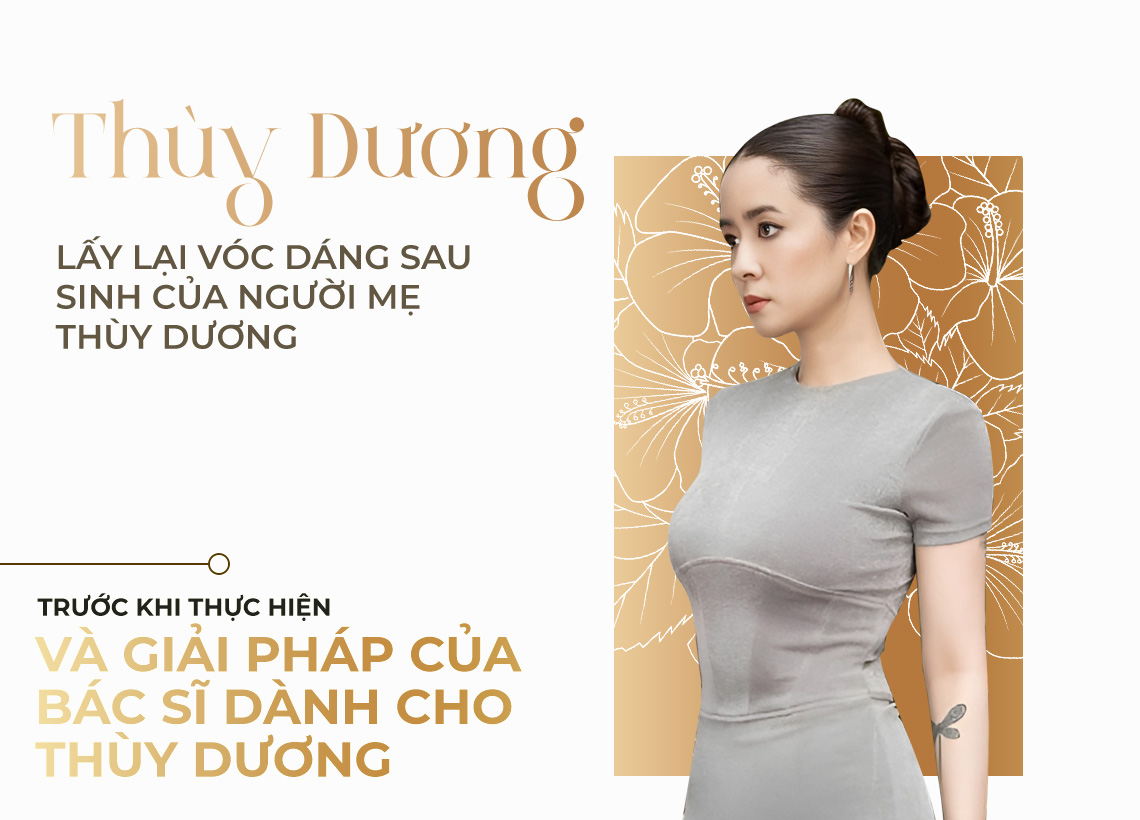 Thùy Dương
LẤY LẠI VÓC DÁNG SAU
SINH CỦA NGƯỜI MẸ
THÙY DƯƠNG
TRƯỚC KHI THỰC HIỆN
VÀ GIẢI PHÁP CỦA
BÁC SĨ DÀNH CHO
THÙY DƯƠNG